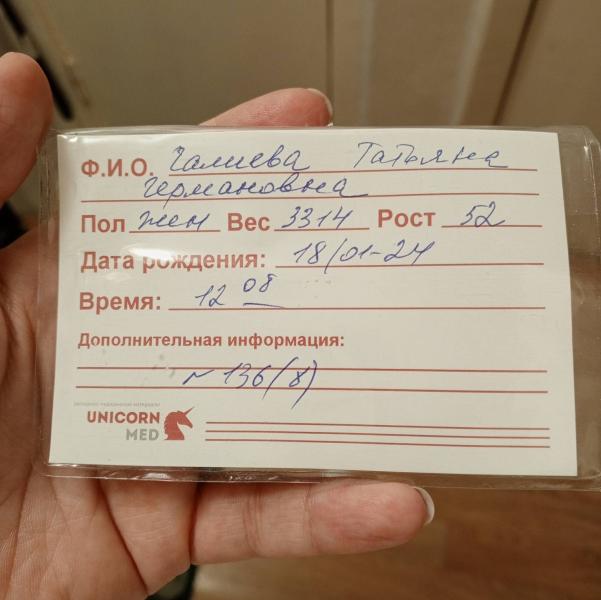 Ф.И.О. Галиева Татьяна
Германовна
Пол жен Вес 3314 Рост 52
Дата рождения: 18/01-24
Время: 12 08
Дополнительная информация:
№ 136(8)
UNICORN
MED